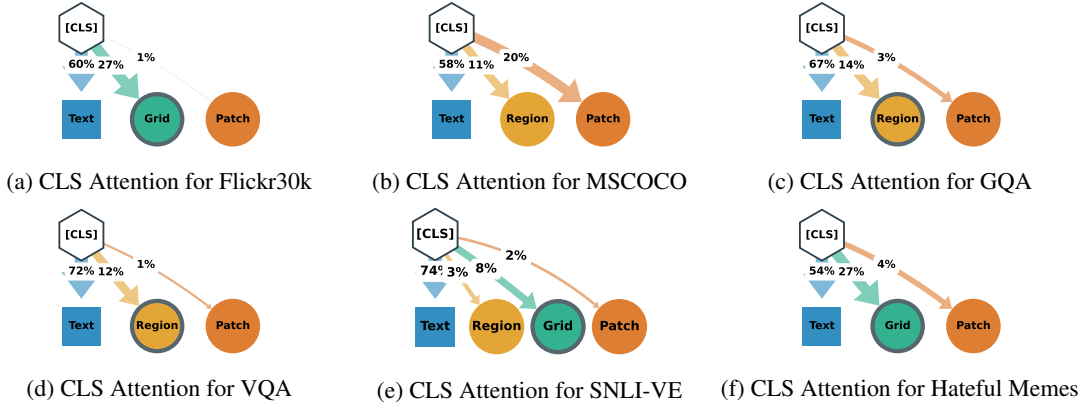 [CLS]
60% 27% 1%
Text Grid Patch
(a) CLS Attention for Flickr30k
[CLS]
58% 11% 20%
Text Region Patch
(b) CLS Attention for MSCOCO
[CLS]
67% 14% 3%
Text Region Patch
(c) CLS Attention for GQA
[CLS]
72% 12% 1%
Text Region Patch
(d) CLS Attention for VQA
[CLS]
74% 3% 8% 2%
Text Region Grid Patch
(e) CLS Attention for SNLI-VE
[CLS]
54% 27% 4%
Text Grid Patch
(f) CLS Attention for Hateful Memes